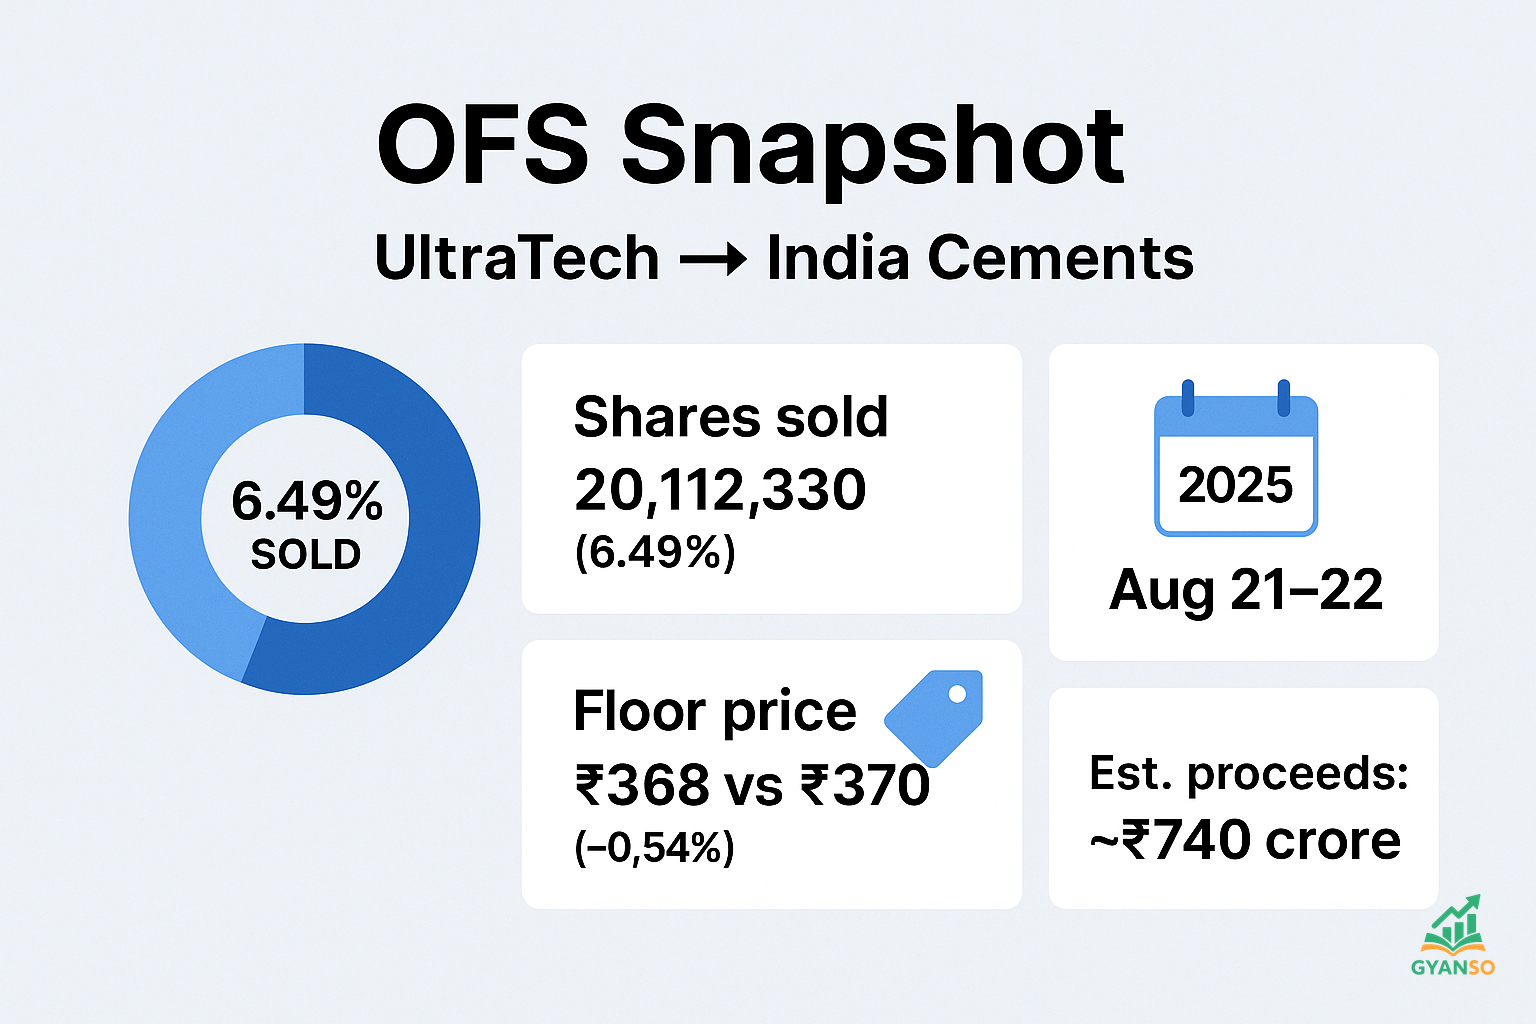 OFS Snapshot
UltraTech → India Cements
6.49%
SOLD
Shares sold
20,112,330
(6.49%)
Floor price
₹368 vs ₹370
(–0,54%)
2025
Aug 21–22
Est. proceeds:
~₹740 crore
GYANSO